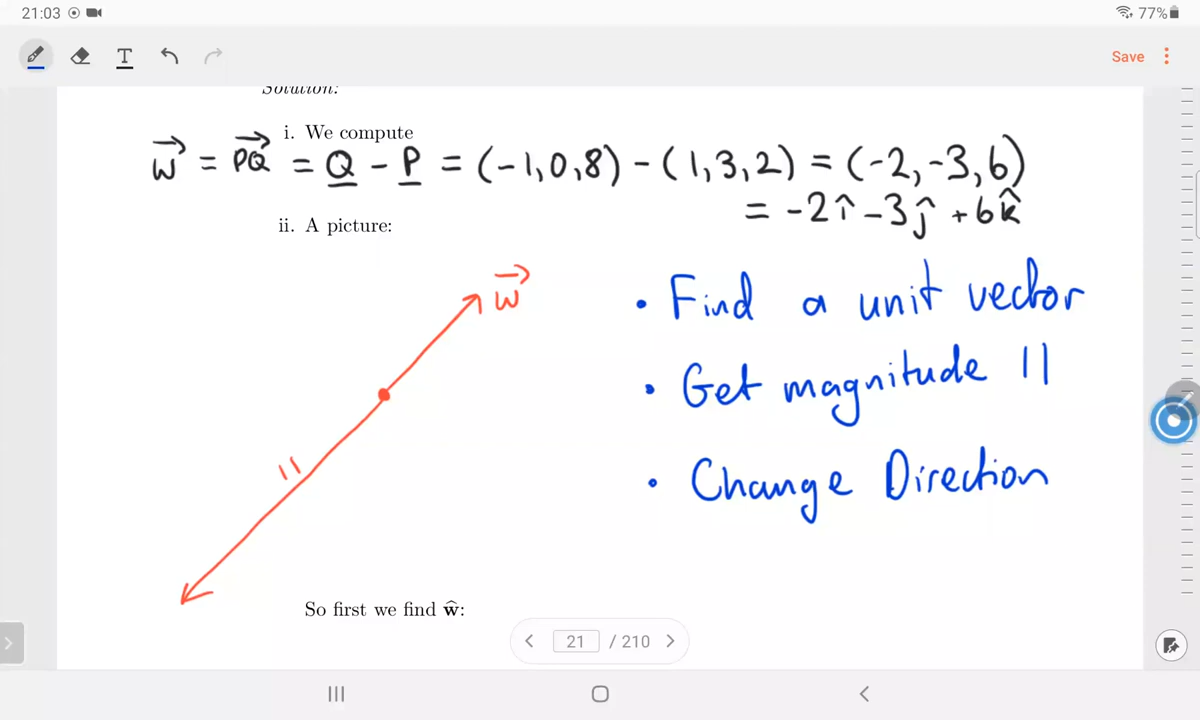 21:03
77%
T
Save
Solution:
i. We compute
w⃗ = PQ⃗ = Q - P = (-1,0,8) - (1,3,2) = (-2,-3,6)
= -2î -3ĵ +6k̂
ii. A picture:
w⃗
• Find a unit vector
• Get magnitude 11
11
• Change Direction
So first we find ŵ:
21 / 210